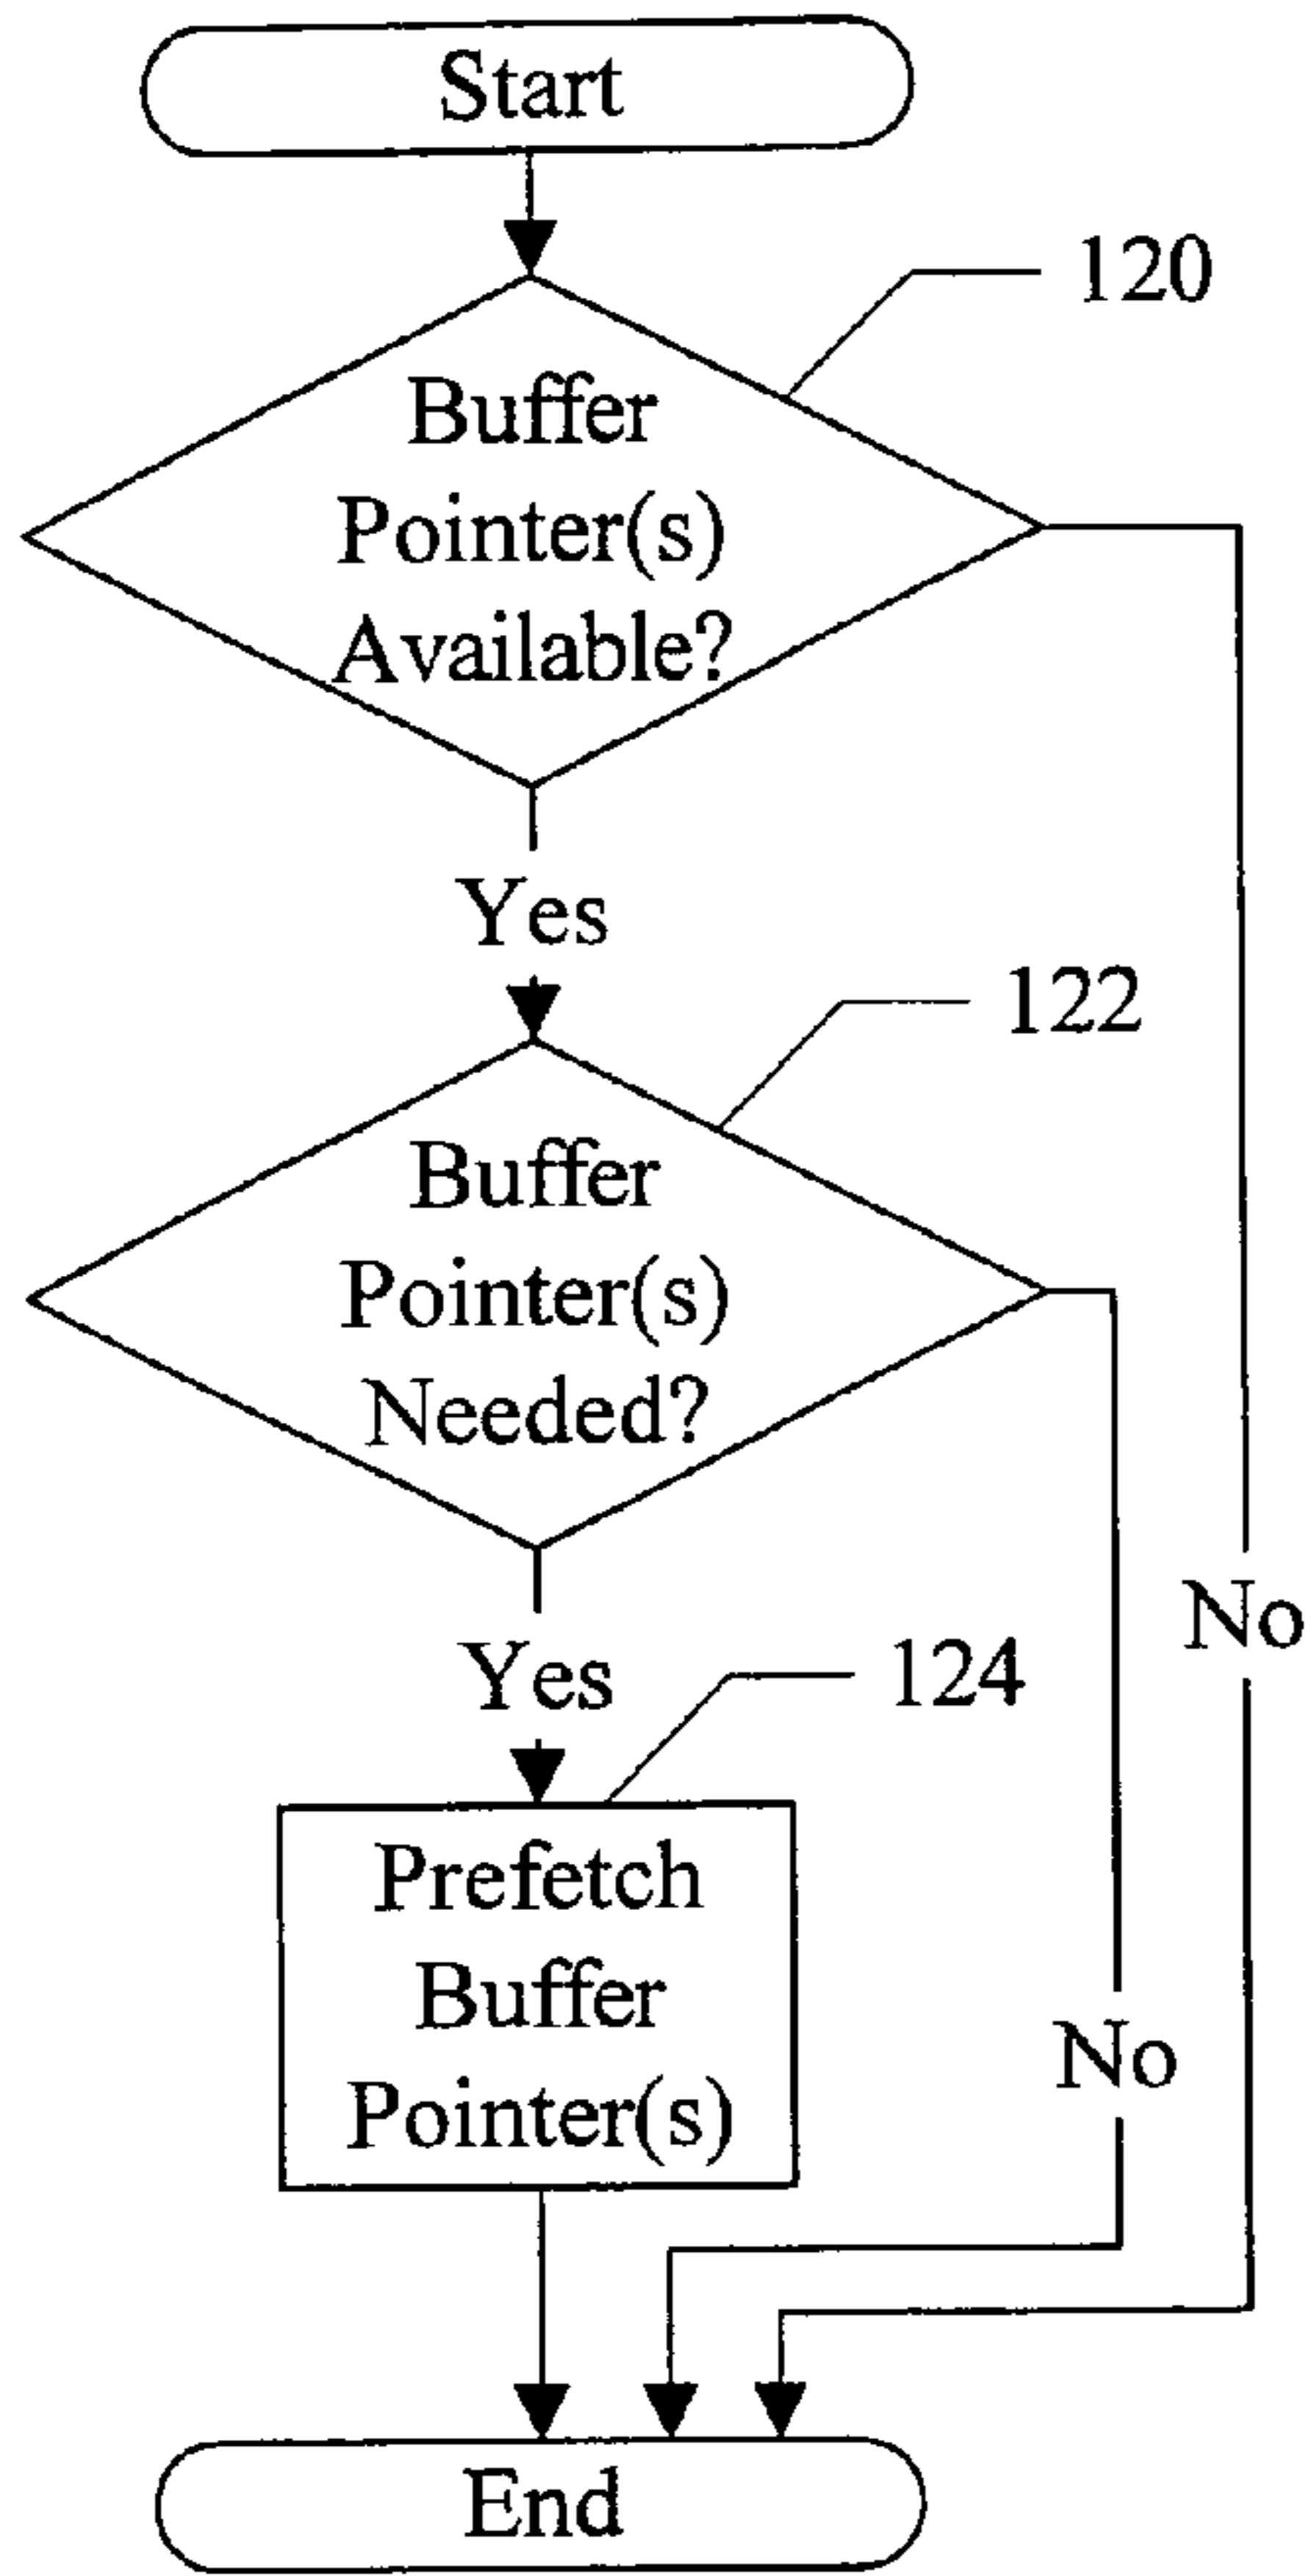 Start
120
Buffer
Pointer(s)
Available?
Yes
122
Buffer
Pointer(s)
Needed?
No
Yes
124
Prefetch
Buffer
Pointer(s)
No
End